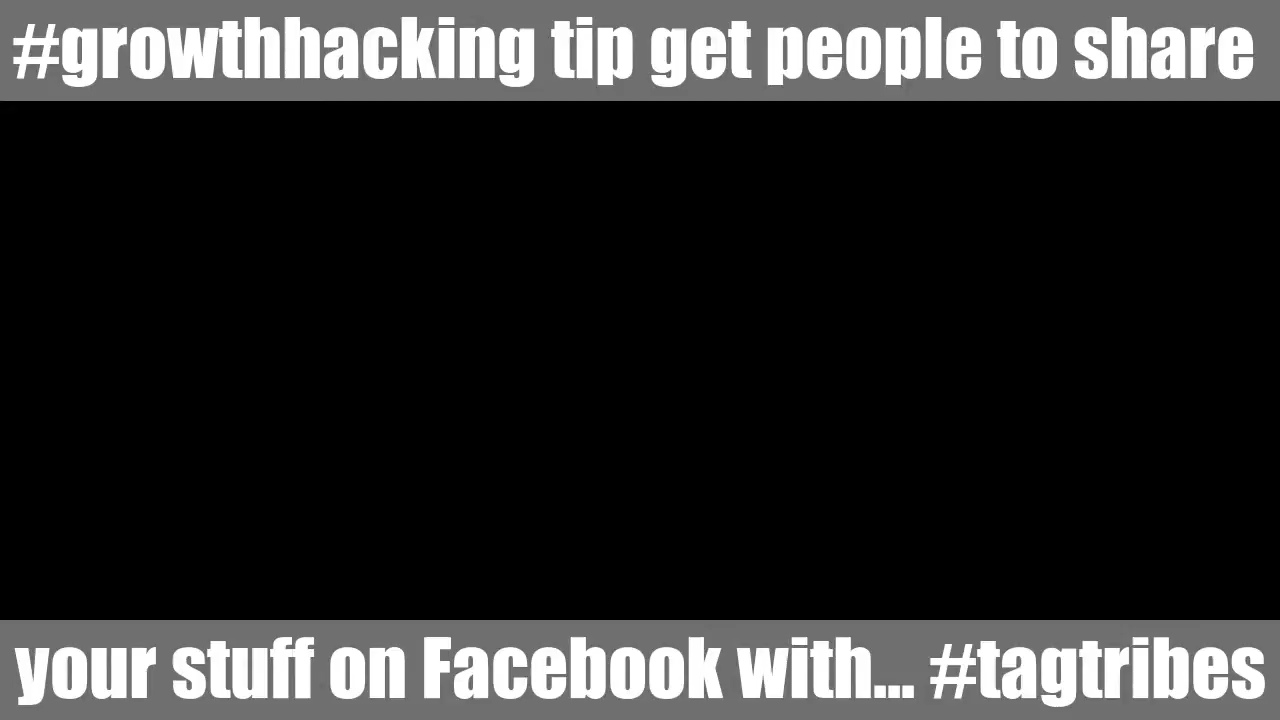 #growthhacking tip get people to share
your stuff on Facebook with... #tagtribes